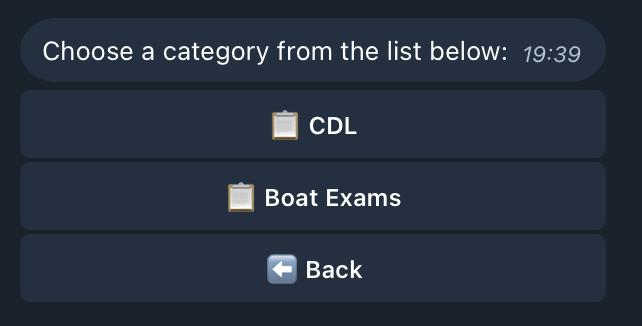 Choose a category from the list below: 19:39
📋 CDL
📋 Boat Exams
⬅️ Back